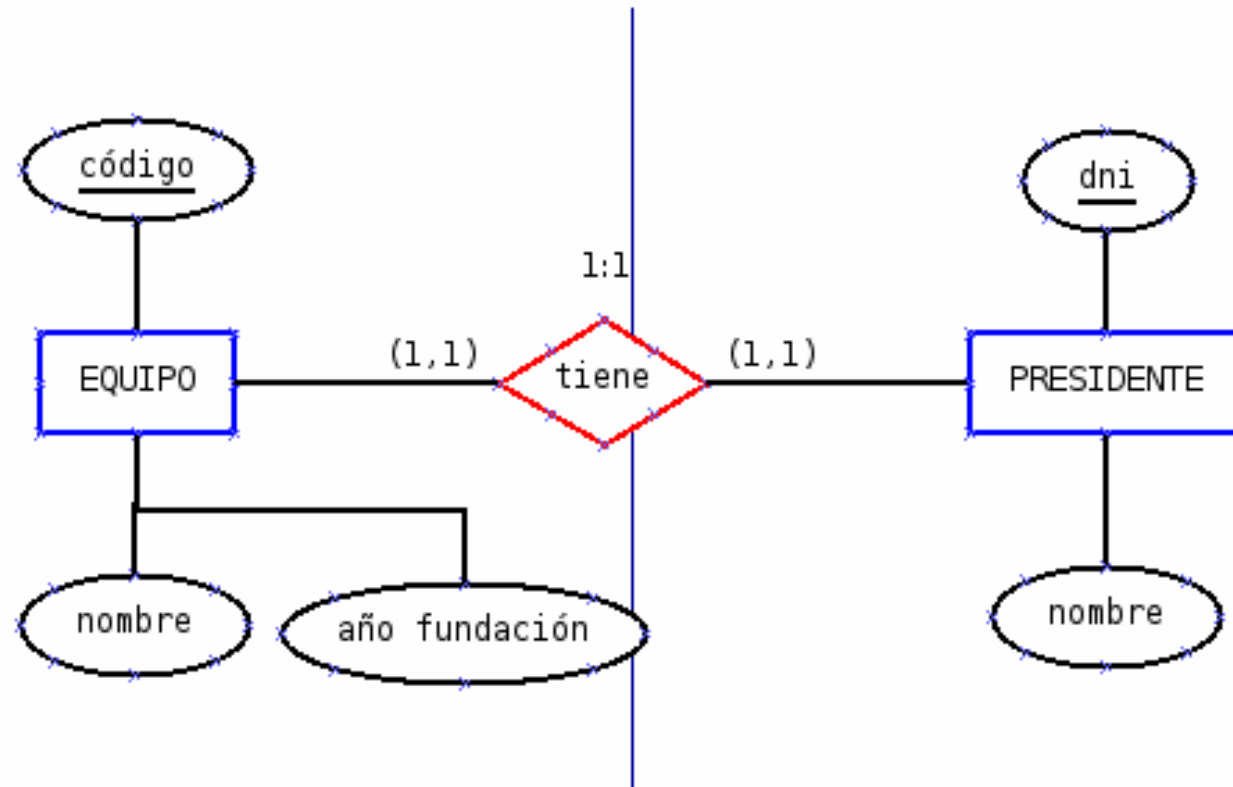 código
dni
1:1
(1,1)
(1,1)
EQUIPO
tiene
PRESIDENTE
nombre
año fundación
nombre